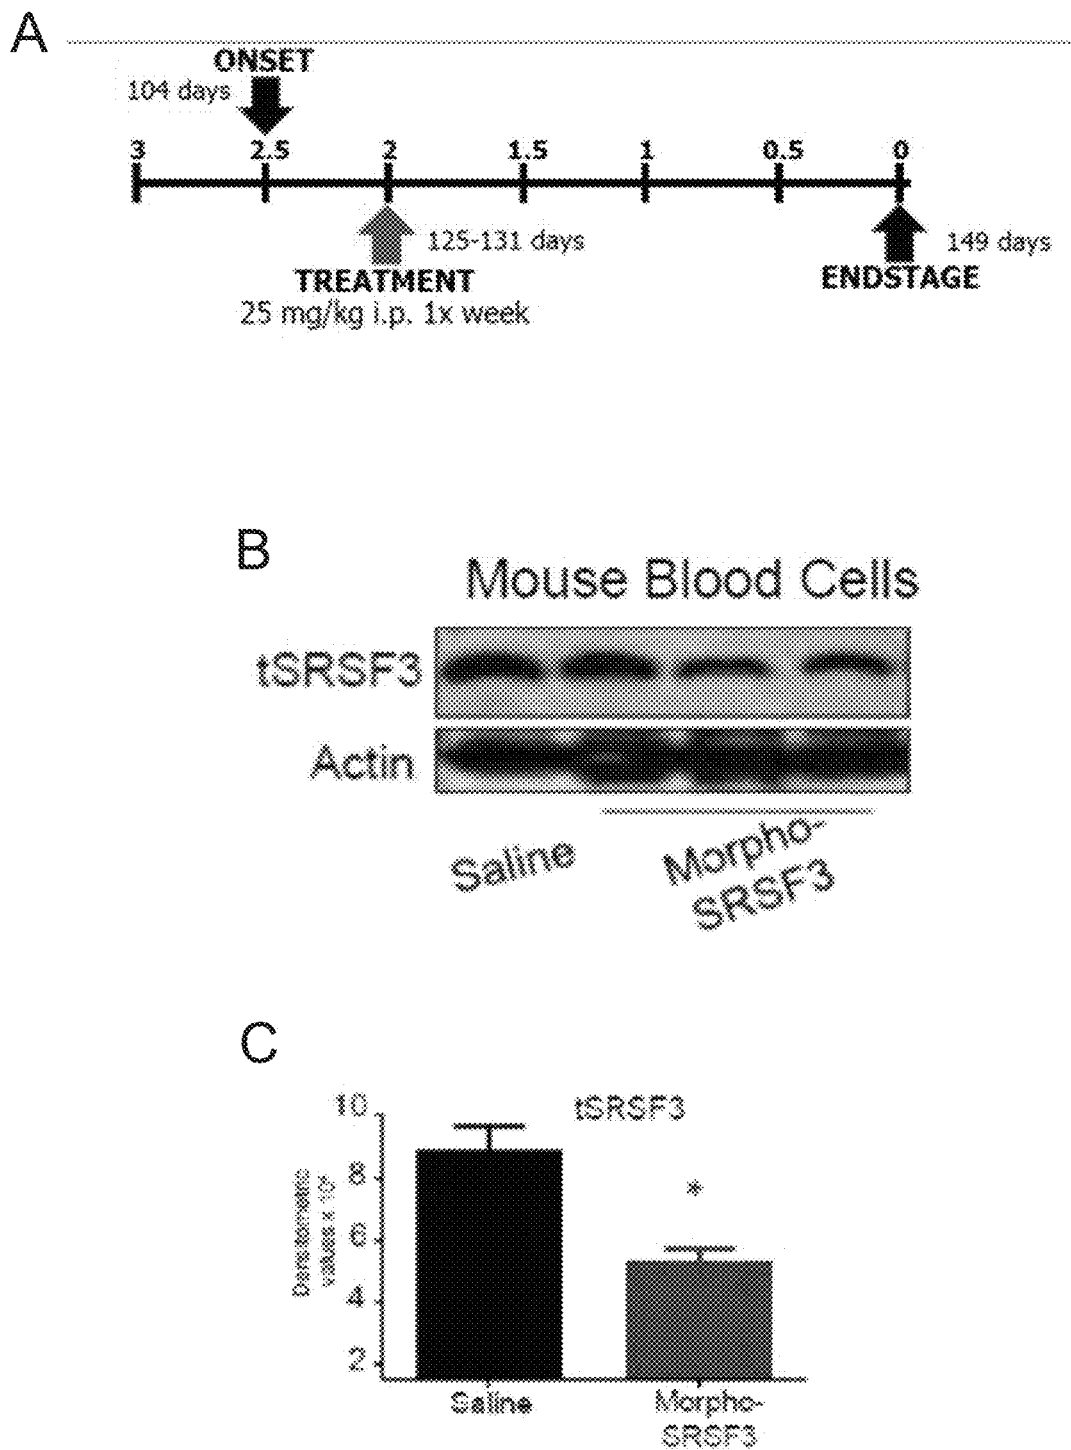 A
ONSET
104 days
3 2.5 2 1.5 1 0.5 0
125-131 days
149 days
TREATMENT
ENDSTAGE
25 mg/kg i.p. 1x week
B
Mouse Blood Cells
tSRSF3
Actin
Saline
Morpho-
SRSF3
C
tSRSF3
10
8
6
4
2
Densitometric
values x
Saline
Morpho-
SRSF3
*